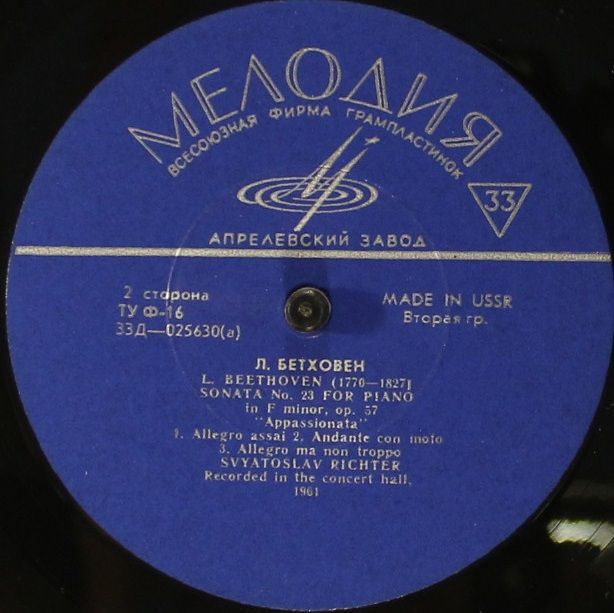 МЕЛОДИЯ
ВСЕСОЮЗНАЯ ФИРМА ГРАМПЛАСТИНОК
33
АПРЕЛЕВСКИЙ ЗАВОД
2 сторона
ТУ Ф-16
33Д—025630(а)
MADE IN USSR
Вторая гр.
Л. БЕТХОВЕН
L. BEETHOVEN (1770—1827)
SONATA No. 23 FOR PIANO
in F minor, op. 57
"Appassionata"
1. Allegro assai 2. Andante con moto
3. Allegro ma non troppo
SVYATOSLAV RICHTER
Recorded in the concert hall,
1961